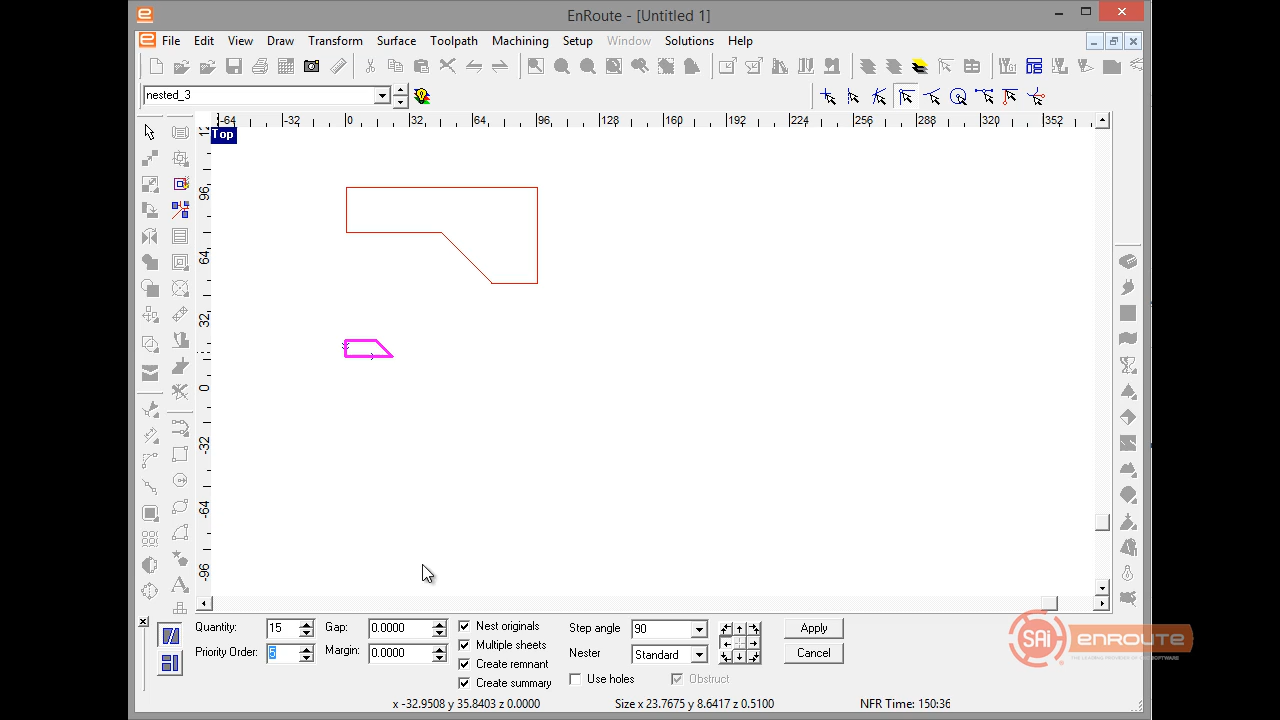 EnRoute - [Untitled 1]
File Edit View Draw Transform Surface Toolpath Machining Setup Window Solutions Help
nested_3
-64 -32 0 32 64 96 128 160 192 224 256 288 320 352
Top
96
64
32
0
-32
-64
-96
Quantity: 15 Gap: 0.0000 Nest originals Step angle 90 Apply
Multiple sheets
Priority Order: 5 Margin: 0.0000 Nester Standard Cancel
Create remnant
Create summary Use holes Obstruct
SAi ENROUTE
x -32.9508 y 35.8403 z 0.0000 Size x 23.7675 y 8.6417 z 0.5100 NFR Time: 150:36